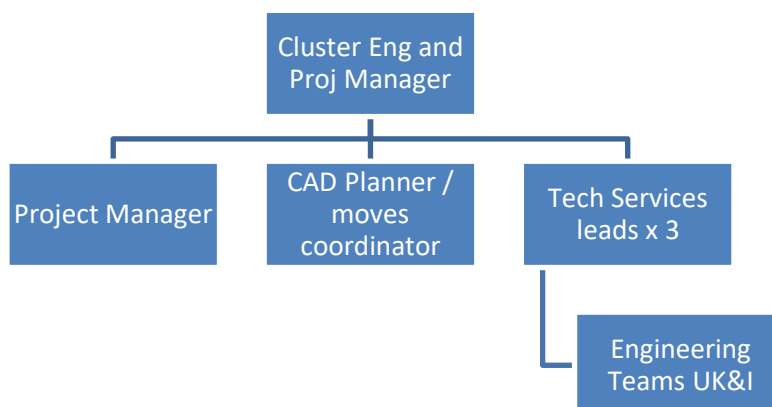 Cluster Eng and
Proj Manager
Project Manager
CAD Planner /
moves
coordinator
Tech Services
leads x 3
Engineering
Teams UK&I